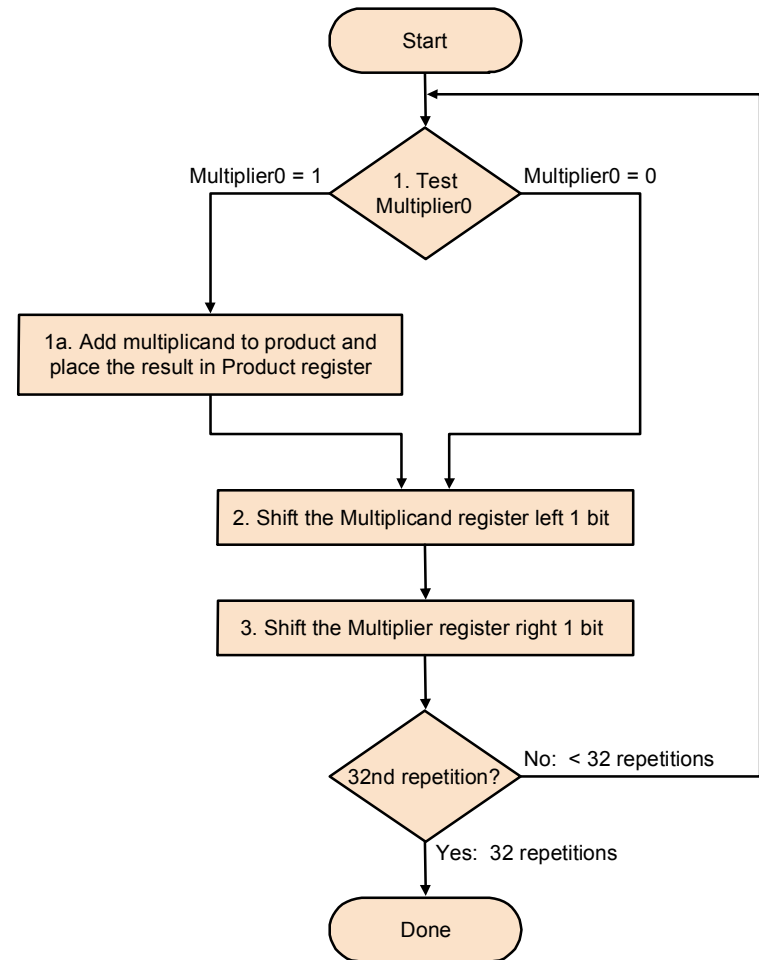 Start
Multiplier0 = 1
1. Test
Multiplier0
Multiplier0 = 0
1a. Add multiplicand to product and
place the result in Product register
2. Shift the Multiplicand register left 1 bit
3. Shift the Multiplier register right 1 bit
32nd repetition?
No:  < 32 repetitions
Yes:  32 repetitions
Done